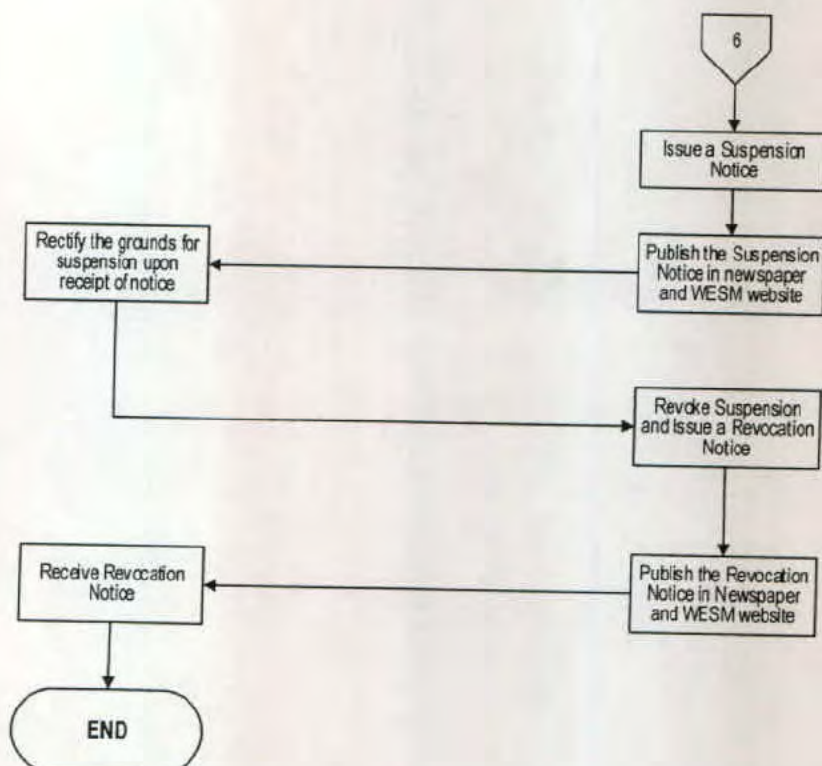 6
Issue a Suspension
Notice
Publish the Suspension
Notice in newspaper
and WESM website
Rectify the grounds for
suspension upon
receipt of notice
Revoke Suspension
and Issue a Revocation
Notice
Publish the Revocation
Notice in Newspaper
and WESM website
Receive Revocation
Notice
END